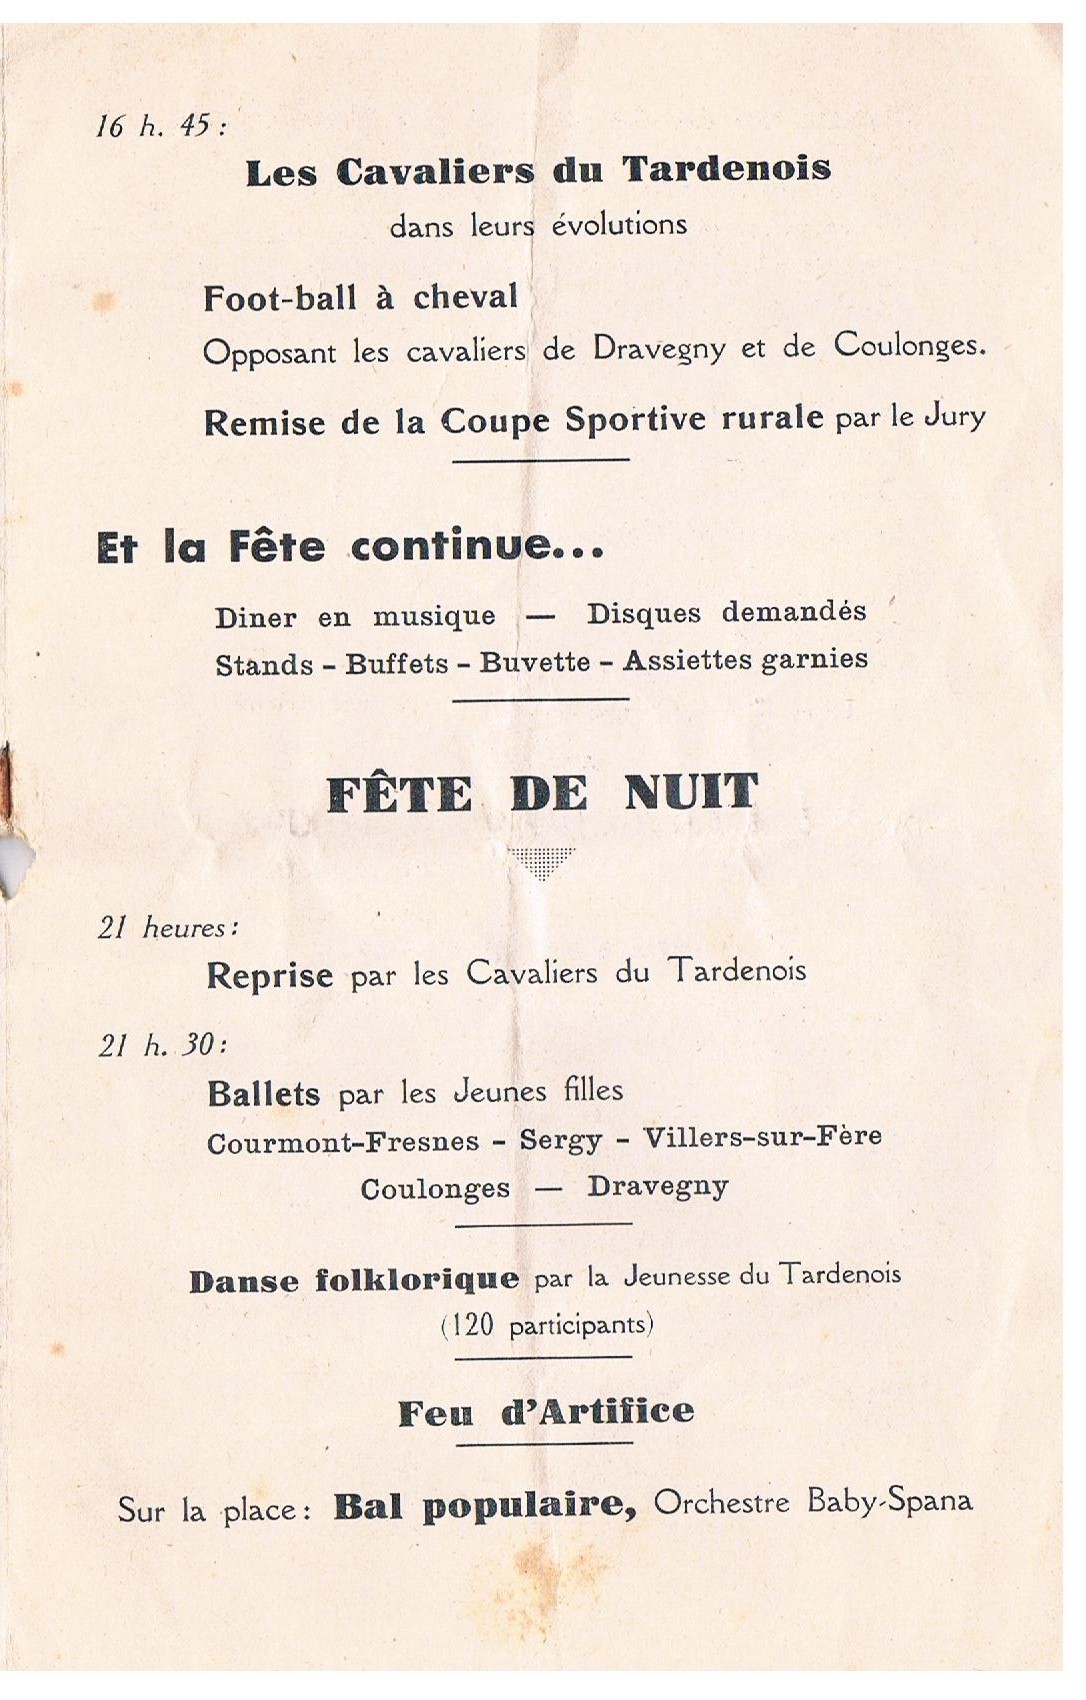 16 h. 45 :
Les Cavaliers du Tardenois
dans leurs évolutions
Foot-ball à cheval
Opposant les cavaliers de Dravegny et de Coulonges.
Remise de la Coupe Sportive rurale par le Jury
Et la Fête continue...
Diner en musique — Disques demandés
Stands - Buffets - Buvette - Assiettes garnies
FÊTE DE NUIT
21 heures :
Reprise par les Cavaliers du Tardenois
21 h. 30 :
Ballets par les Jeunes filles
Courmont-Fresnes - Sergy - Villers-sur-Fère
Coulonges — Dravegny
Danse folklorique par la Jeunesse du Tardenois
(120 participants)
Feu d'Artifice
Sur la place : Bal populaire, Orchestre Baby-Spana